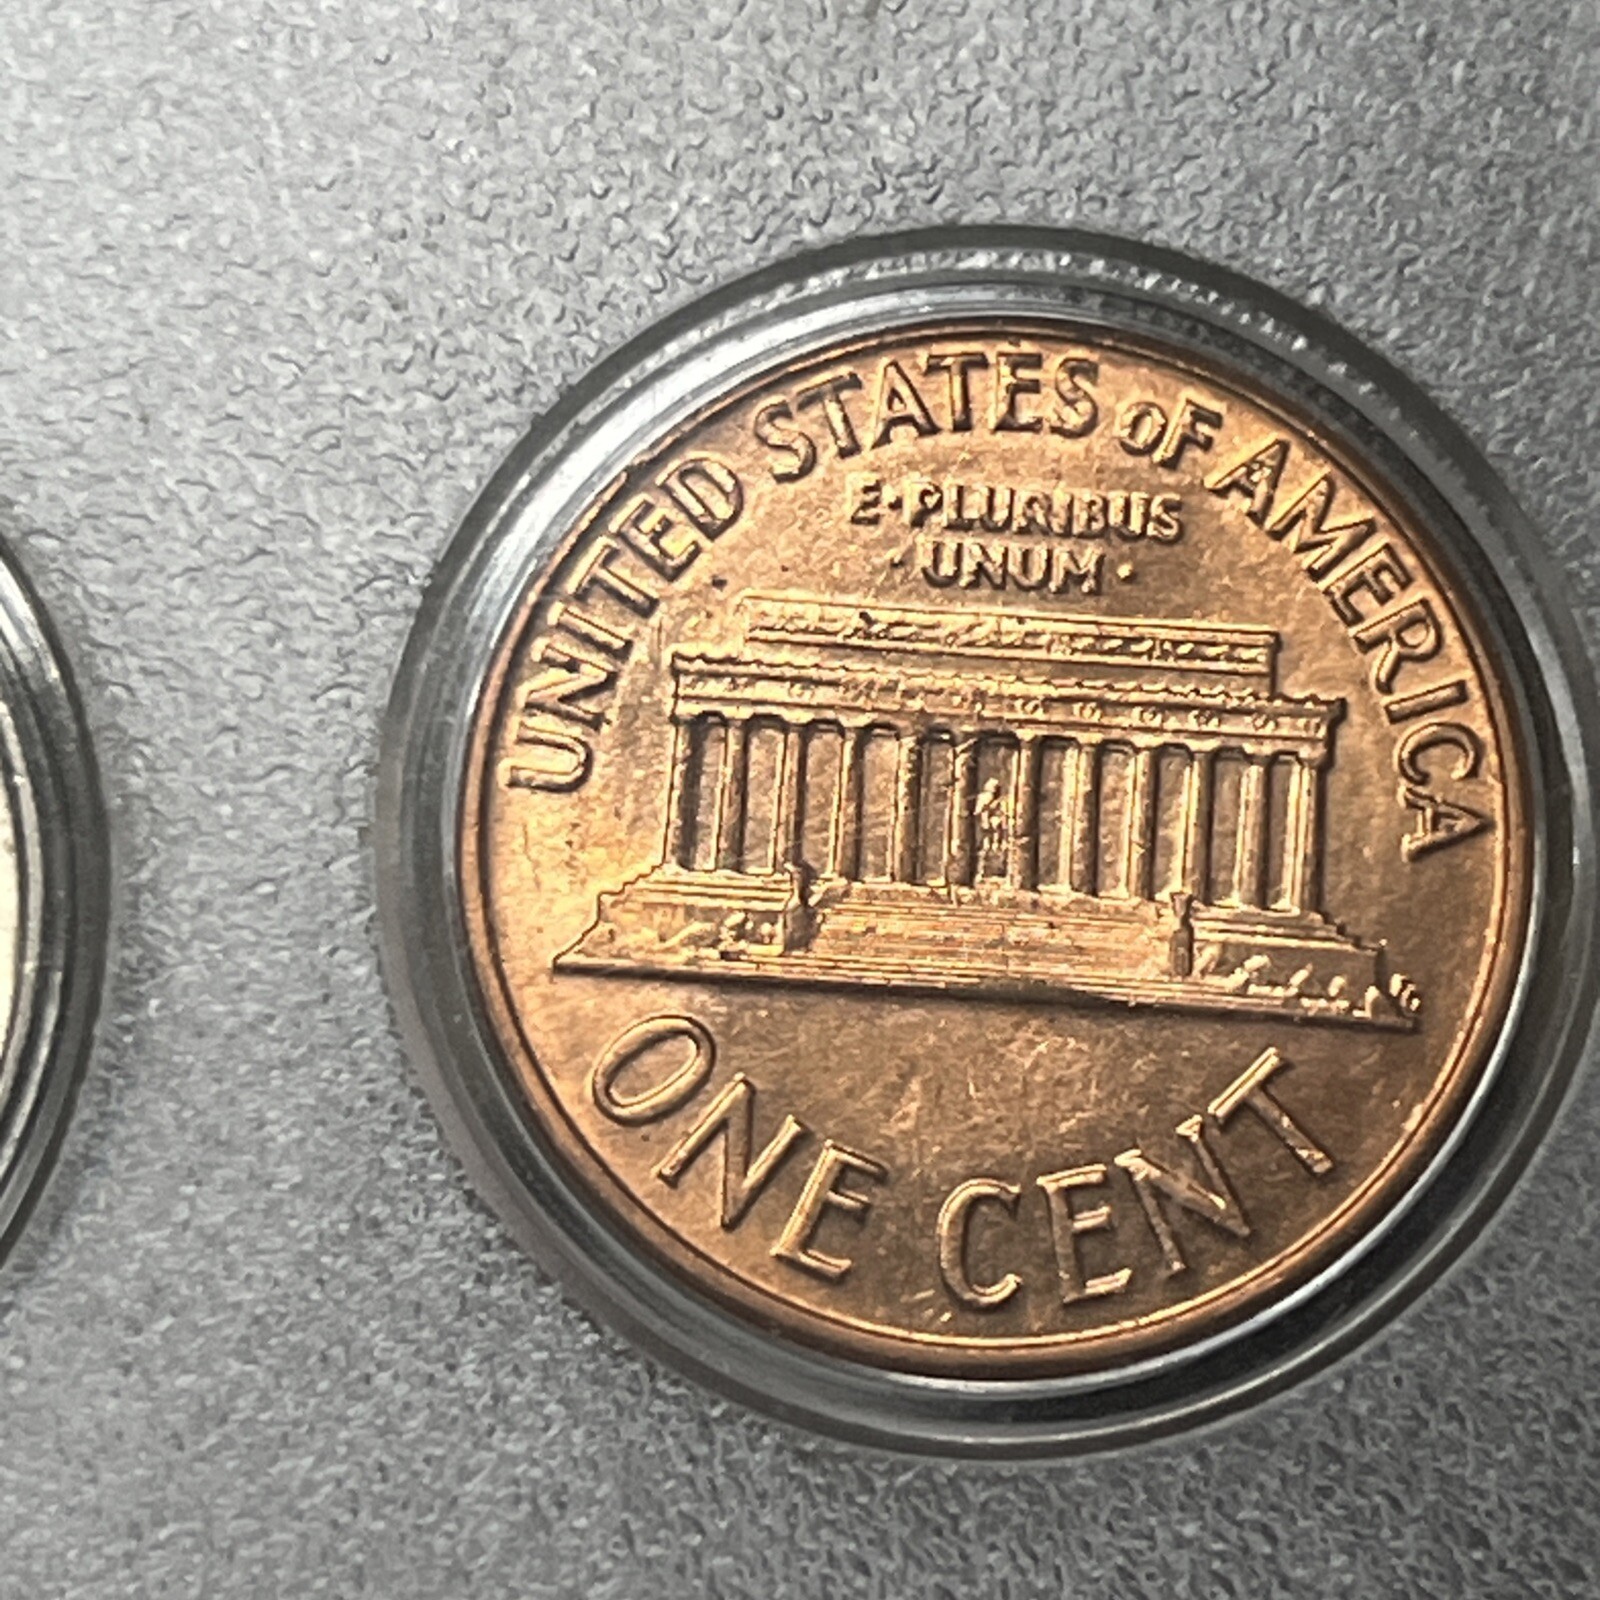 UNITED STATES OF AMERICA
E·PLURIBUS
·UNUM·
ONE CENT